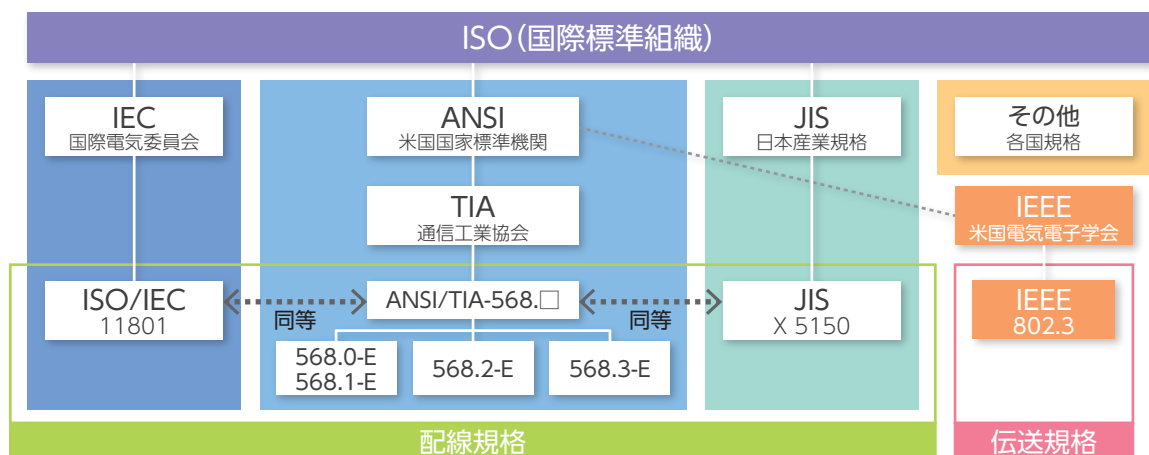 ISO（国際標準組織）
IEC
国際電気委員会
ANSI
米国国家標準機関
JIS
日本産業規格
その他
各国規格
TIA
通信工業協会
IEEE
米国電気電子学会
ISO/IEC
11801
同等
ANSI/TIA-568.□
同等
JIS
X 5150
IEEE
802.3
568.0-E
568.1-E
568.2-E
568.3-E
配線規格
伝送規格